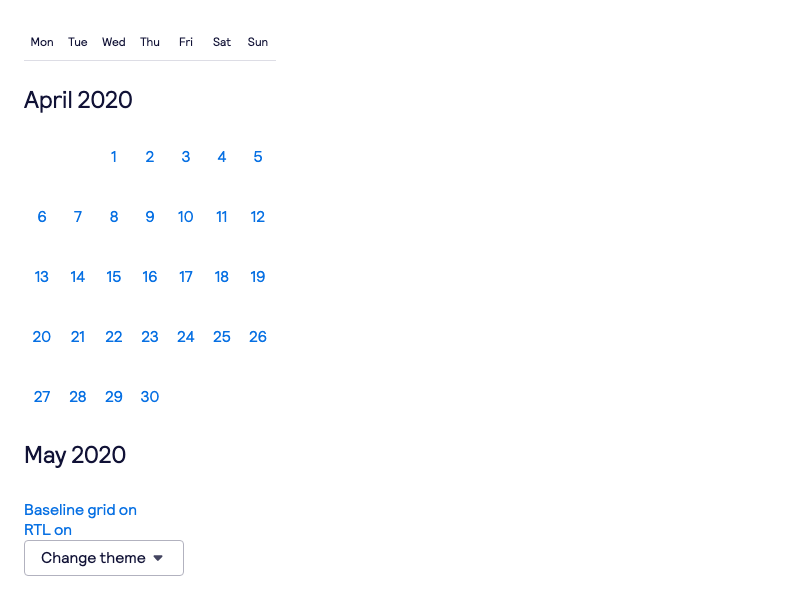 Mon Tue Wed Thu Fri Sat Sun
April 2020
1 2 3 4 5
6 7 8 9 10 11 12
13 14 15 16 17 18 19
20 21 22 23 24 25 26
27 28 29 30
May 2020
Baseline grid on
RTL on
Change theme